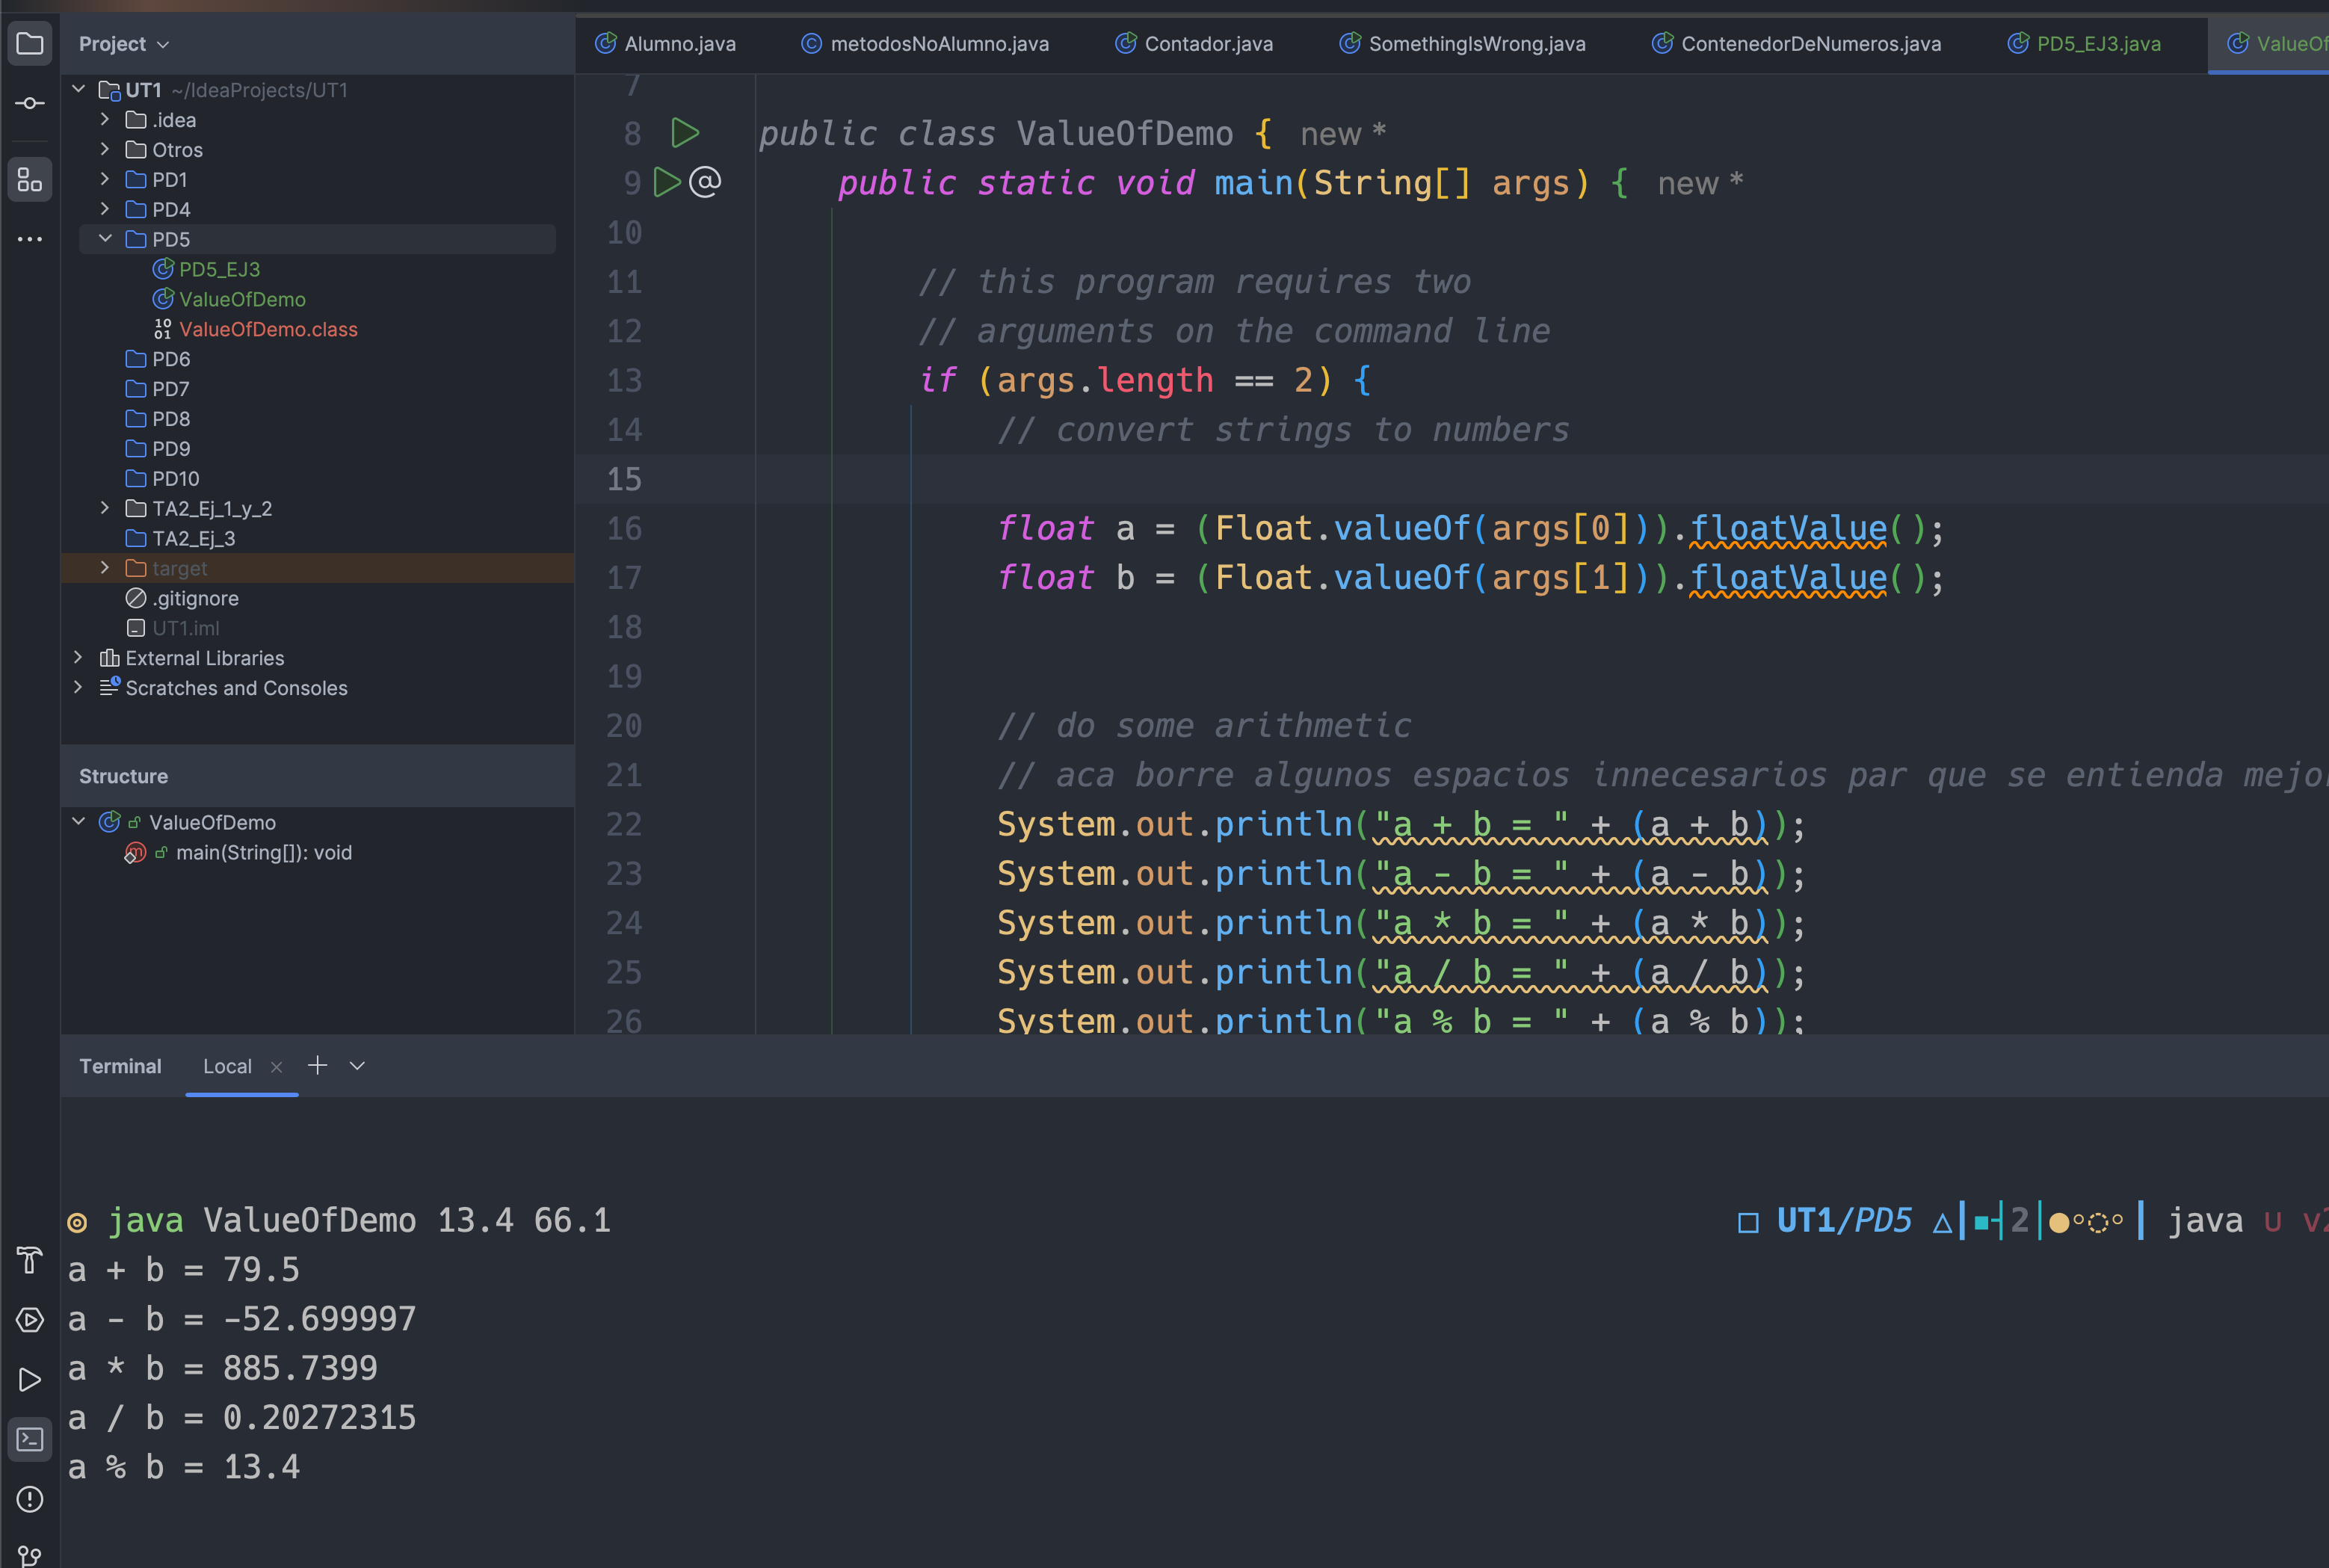 Project
Alumno.java
metodosNoAlumno.java
Contador.java
SomethingIsWrong.java
ContenedorDeNumeros.java
PD5_EJ3.java
UT1 ~/IdeaProjects/UT1
.idea
Otros
PD1
PD4
PD5
PD5_EJ3
ValueOfDemo
ValueOfDemo.class
PD6
PD7
PD8
PD9
PD10
TA2_Ej_1_y_2
TA2_Ej_3
target
.gitignore
UT1.iml
External Libraries
Scratches and Consoles
Structure
ValueOfDemo
main(String[]): void
7
8 public class ValueOfDemo { new *
9 public static void main(String[] args) { new *
10
11 // this program requires two
12 // arguments on the command line
13 if (args.length == 2) {
14 // convert strings to numbers
15
16 float a = (Float.valueOf(args[0])).floatValue();
17 float b = (Float.valueOf(args[1])).floatValue();
18
19
20 // do some arithmetic
21 // aca borre algunos espacios innecesarios par que se entienda
22 System.out.println("a + b = " + (a + b));
23 System.out.println("a - b = " + (a - b));
24 System.out.println("a * b = " + (a * b));
25 System.out.println("a / b = " + (a / b));
26 System.out.println("a % b = " + (a % b));
Terminal Local
java ValueOfDemo 13.4 66.1 UT1/PD5 2 java
a + b = 79.5
a - b = -52.699997
a * b = 885.7399
a / b = 0.20272315
a % b = 13.4